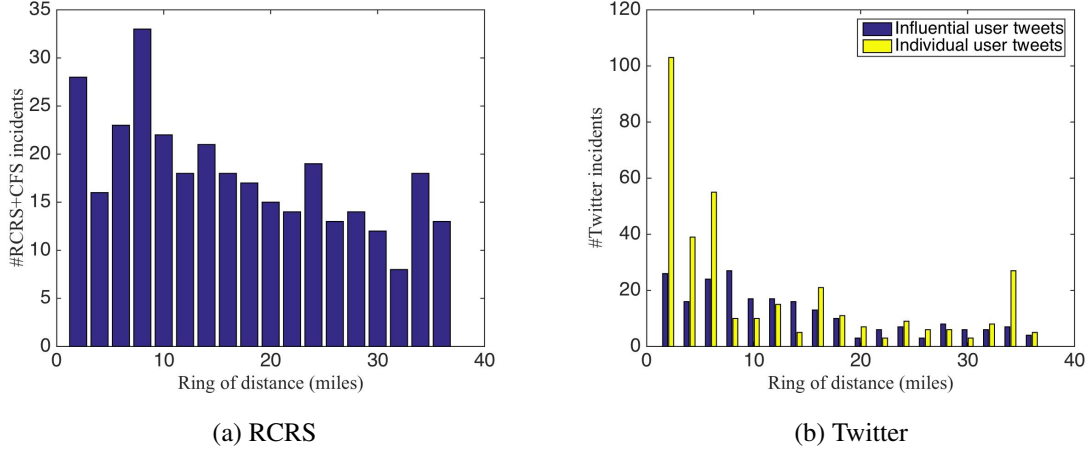 35
30
25
20
15
10
5
0
#RCRS+CFS incidents
0 10 20 30 40
Ring of distance (miles)
(a) RCRS
120
100
80
60
40
20
0
#Twitter incidents
Influential user tweets
Individual user tweets
0 10 20 30 40
Ring of distance (miles)
(b) Twitter